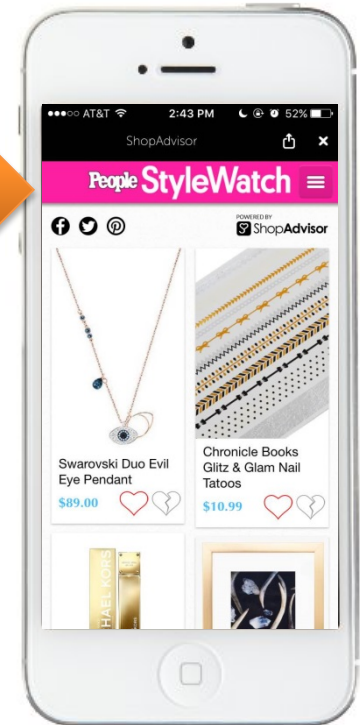 AT&T 2:43 PM 52%
ShopAdvisor
People StyleWatch
POWERED BY
ShopAdvisor
Swarovski Duo Evil
Eye Pendant
$89.00
Chronicle Books
Glitz & Glam Nail
Tatoos
$10.99
MICHAEL KORS